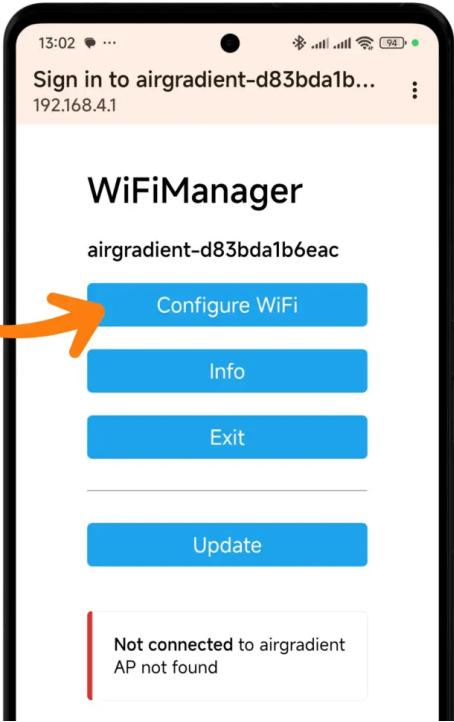 13:02 ··· 94
Sign in to airgradient-d83bda1b...
192.168.4.1
WiFiManager
airgradient-d83bda1b6eac
Configure WiFi
Info
Exit
Update
Not connected to airgradient
AP not found